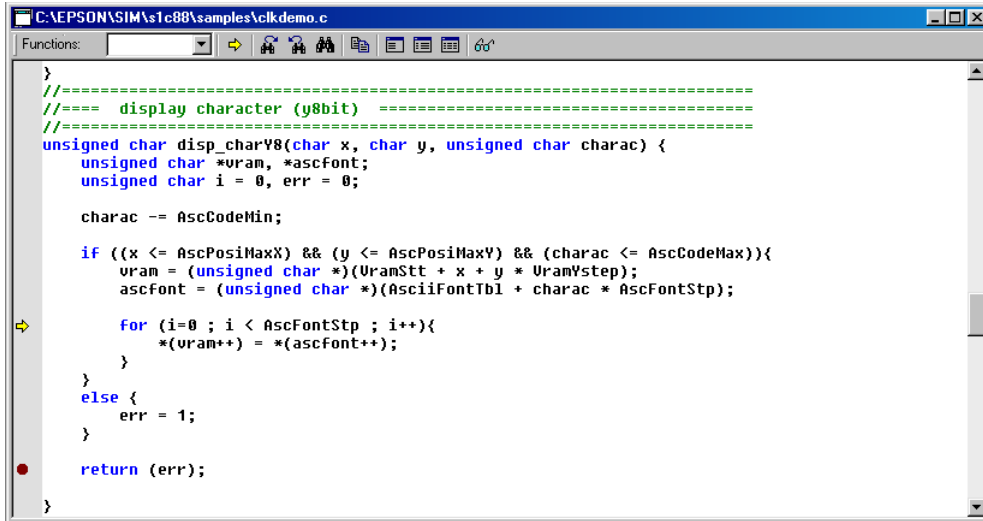 C:\EPSON\SIM\s1c88\samples\clkdemo.c
Functions:
}
//======================================================================
//====  display character (y8bit)  ======================================
//======================================================================
unsigned char disp_charY8(char x, char y, unsigned char charac) {
    unsigned char *vram, *ascfont;
    unsigned char i = 0, err = 0;

    charac -= AscCodeMin;

    if ((x <= AscPosiMaxX) && (y <= AscPosiMaxY) && (charac <= AscCodeMax)){
        vram = (unsigned char *)(VramStt + x + y * VramYstep);
        ascfont = (unsigned char *)(AsciiFontTbl + charac * AscFontStp);

        for (i=0 ; i < AscFontStp ; i++){
            *(vram++) = *(ascfont++);
        }
    }
    else {
        err = 1;
    }

    return (err);

}